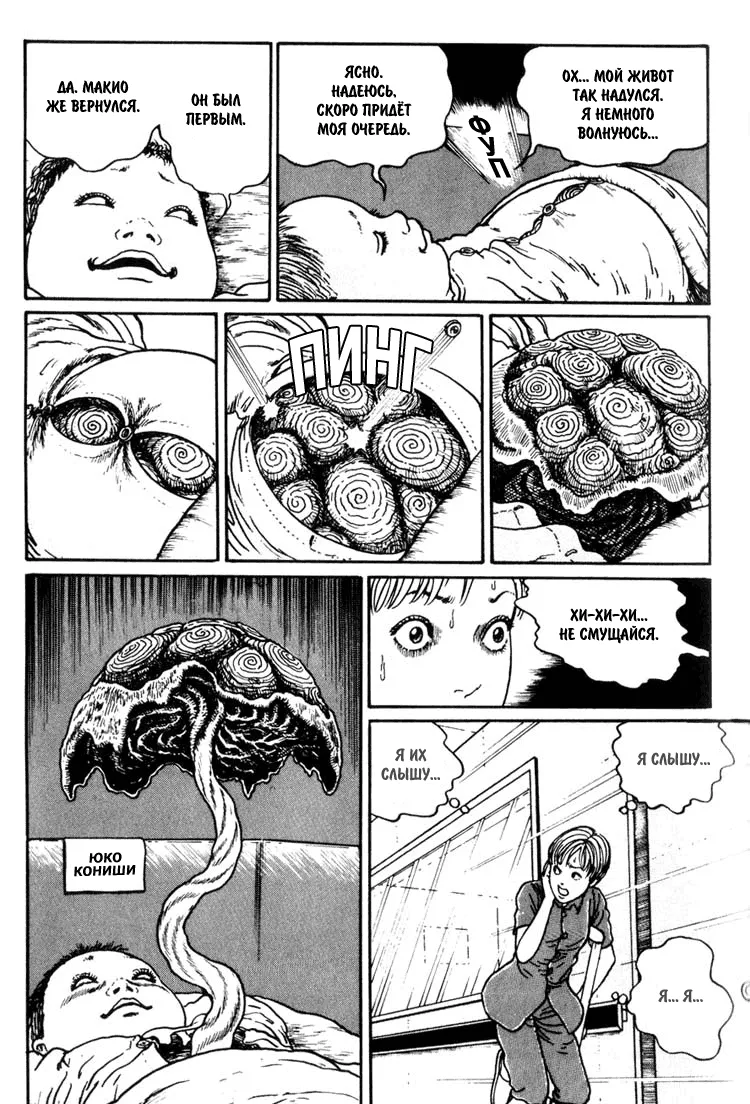 ДА. МАКИО
ЖЕ ВЕРНУЛСЯ.
ОН БЫЛ
ПЕРВЫМ.
ЯСНО.
НАДЕЮСЬ,
СКОРО ПРИДЁТ
МОЯ ОЧЕРЕДЬ.
ФУП
ОХ... МОЙ ЖИВОТ
ТАК НАДУЛСЯ.
Я НЕМНОГО
ВОЛНУЮСЬ...
ПИНГ
ЮКО
КОНИШИ
ХИ-ХИ-ХИ...
НЕ СМУЩАЙСЯ.
Я ИХ
СЛЫШУ...
Я СЛЫШУ...
Я... Я...